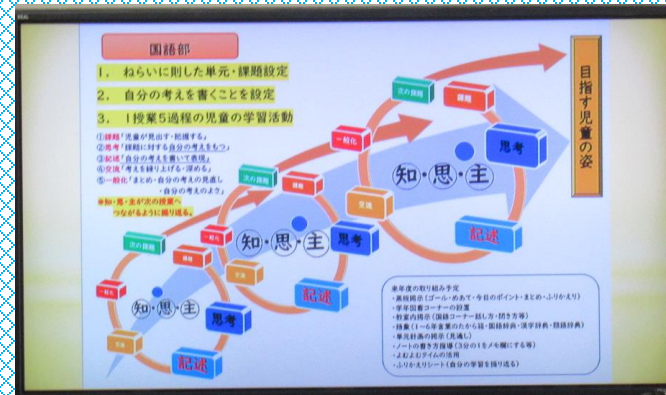 国語部
1. ねらいに則した単元・課題設定
2. 自分の考えを書くことを設定
3. 1授業5過程の児童の学習活動
①課題「児童が見出す・把握する」
②思考「課題に対する自分の考えをもつ」
③記述「自分の考えを書いて表現」
④交流「考えを練り上げる・深める」
⑤一般化「まとめ・自分の考えの見直し
・自分の考えのよさ」
※知・思・主が次の授業へ
つながるように振り返る。
目指す児童の姿
次の課題
課題
一般化
思考
知・思・主
交流
記述
次の課題
課題
一般化
知・思・主
思考
交流
記述
次の課題
課題
一般化
知・思・主
思考
交流
記述
来年度の取り組み予定
・黒板掲示(ゴール・めあて・今日のポイント・まとめ・ふりかえり)
・学年図書コーナーの設置
・教室内掲示(国語コーナー話し方・聞き方等)
・語彙(1~6年言葉のたから箱・国語辞典・漢字辞典・類語辞典)
・単元計画の掲示(見通し)
・ノートの書き方指導(3分の1をメモ欄にする等)
・よむよむタイムの活用
・ふりかえりシート(自分の学習を振り返る)